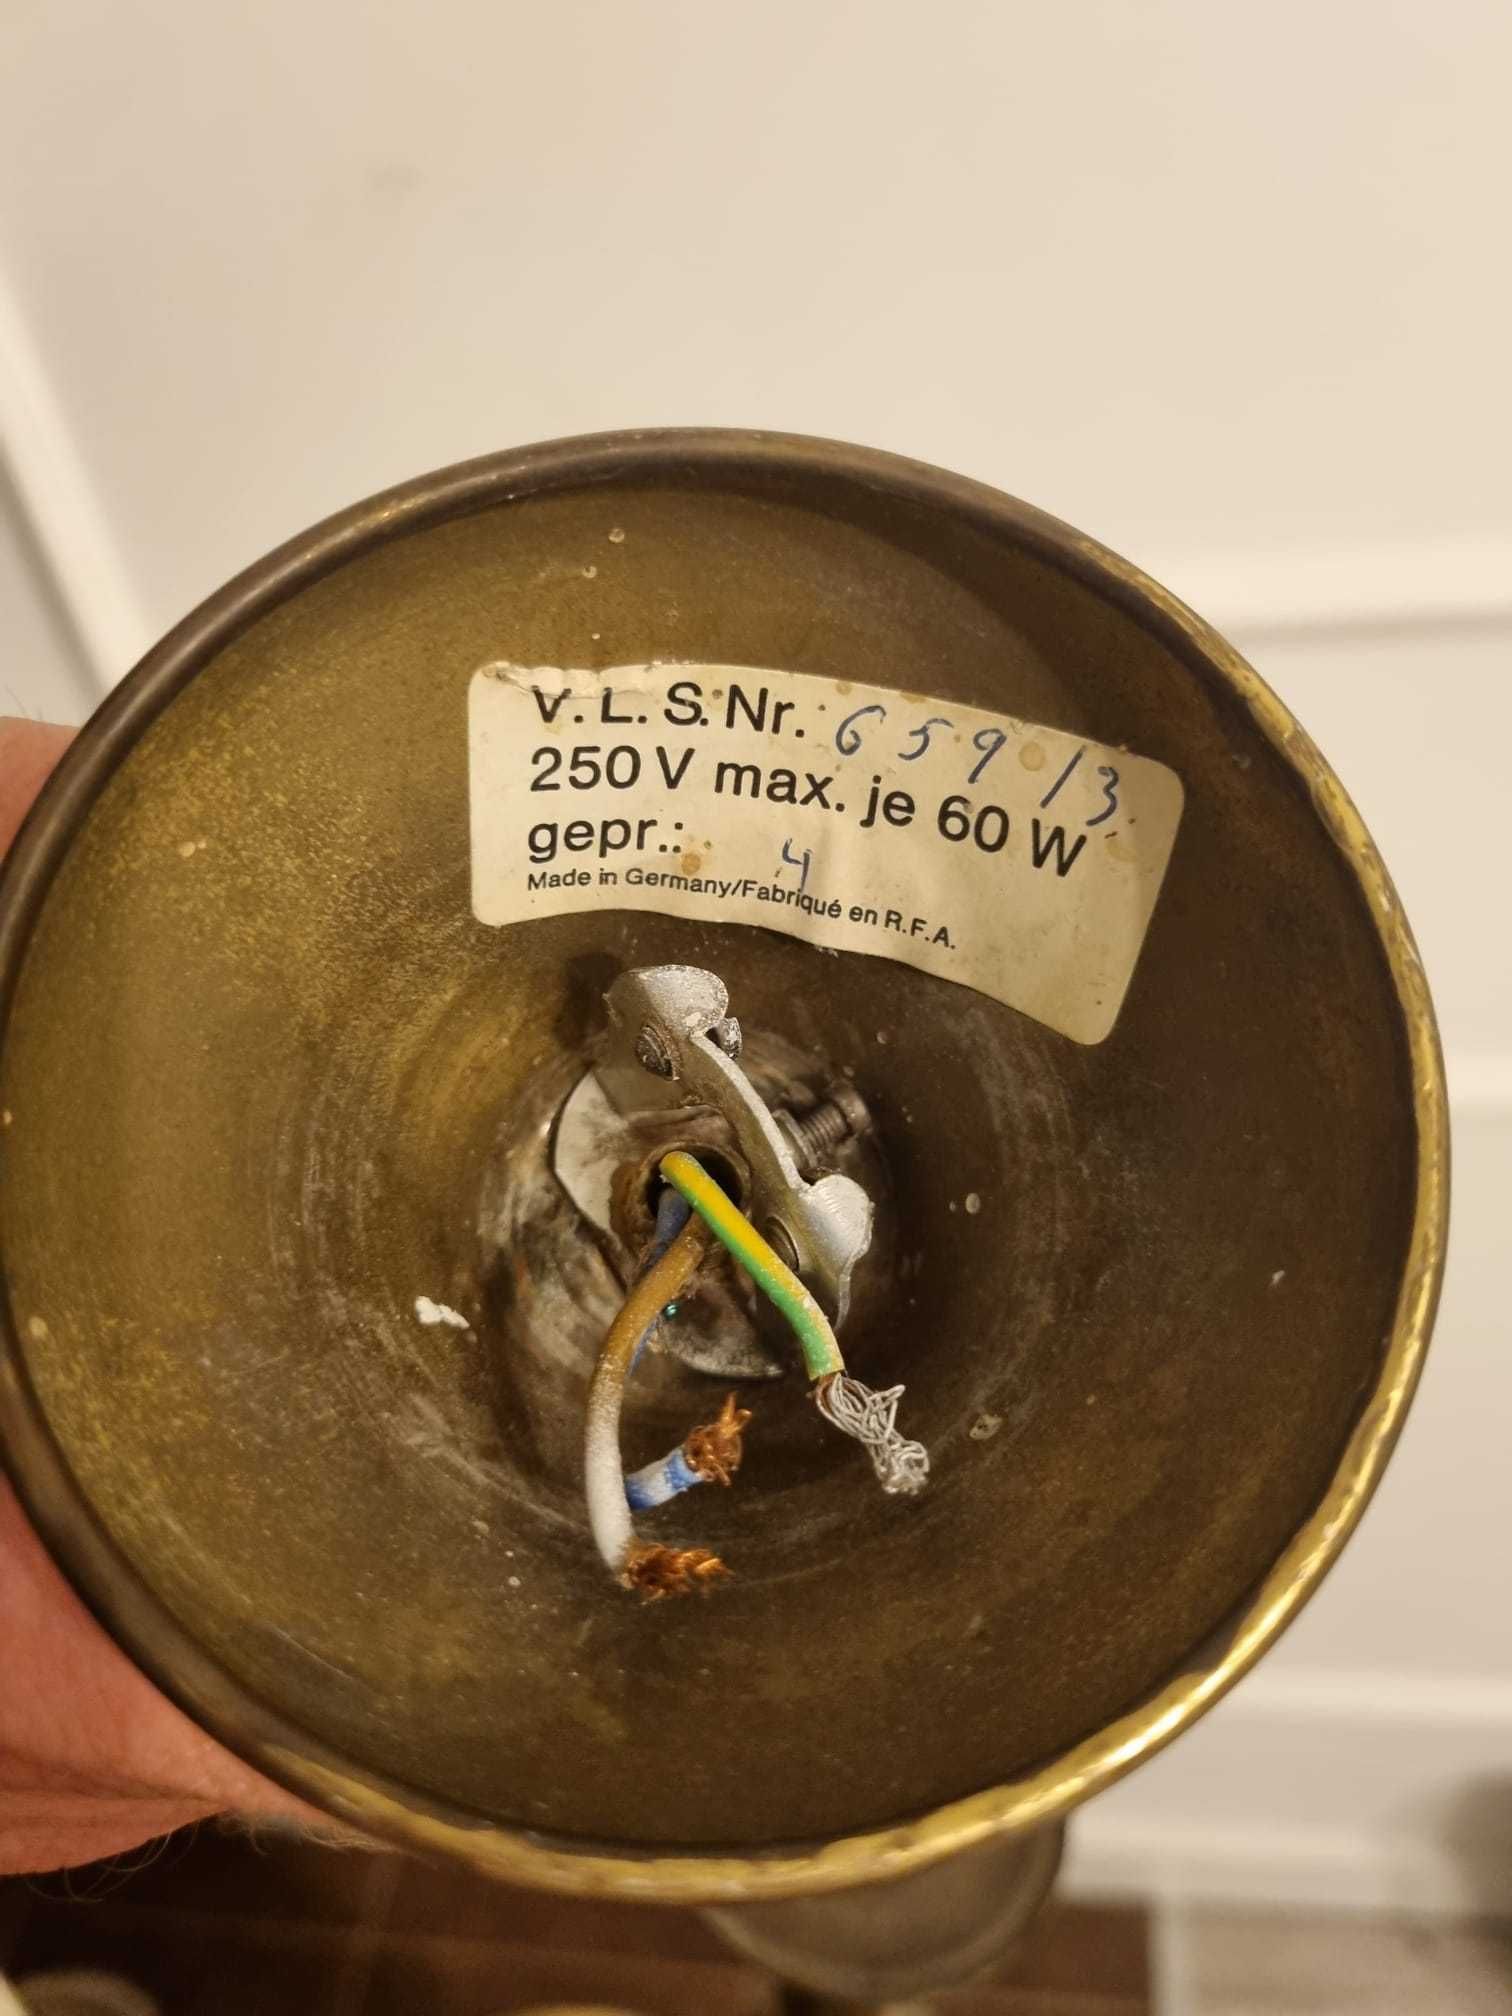 V. L. S. Nr. 659/3
250 V max. je 60 W
gepr.: 4
Made in Germany/Fabriqué en R.F.A.